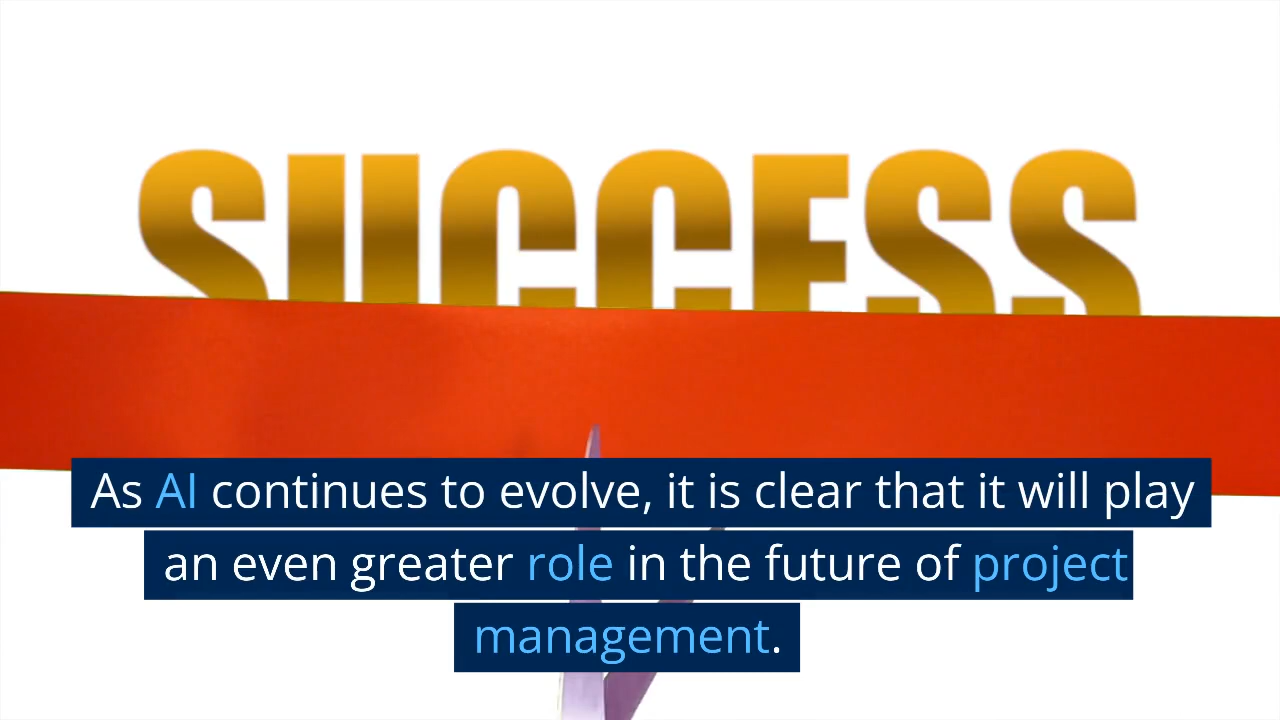 SUCCESS
As AI continues to evolve, it is clear that it will play
an even greater role in the future of project
management.